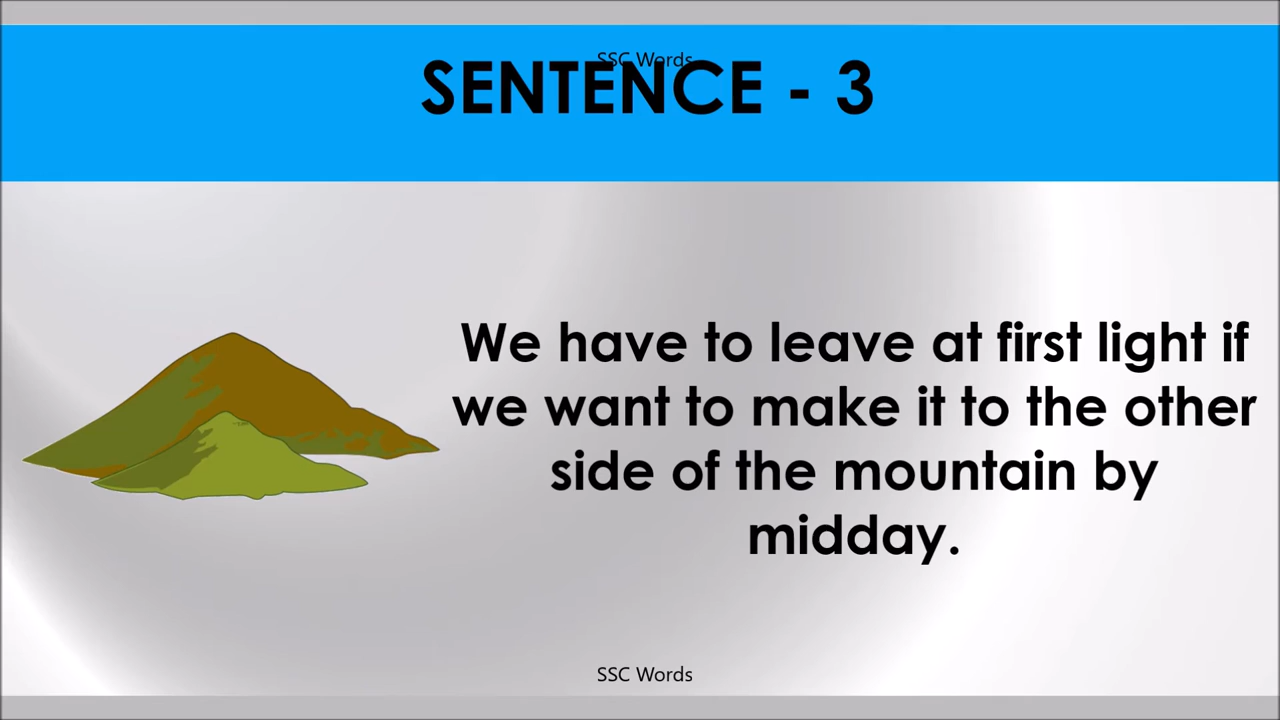 SSC Words
SENTENCE - 3
We have to leave at first light if
we want to make it to the other
side of the mountain by
midday.
SSC Words